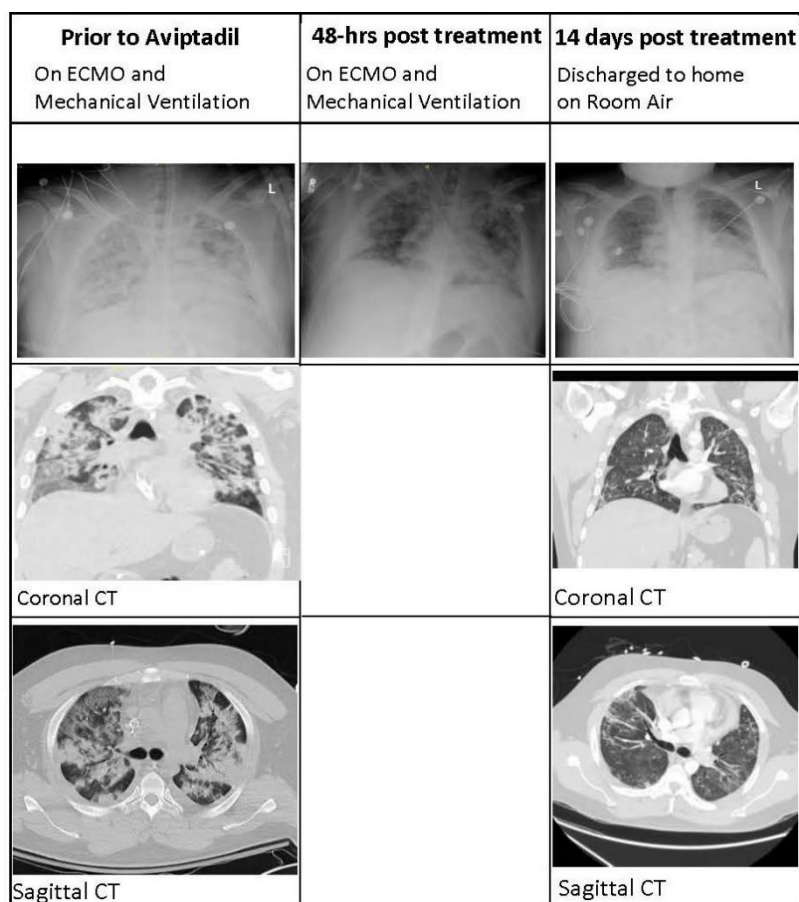 Prior to Aviptadil
On ECMO and
Mechanical Ventilation
48-hrs post treatment
On ECMO and
Mechanical Ventilation
14 days post treatment
Discharged to home
on Room Air
L
R
L
Coronal CT
Coronal CT
Sagittal CT
Sagittal CT